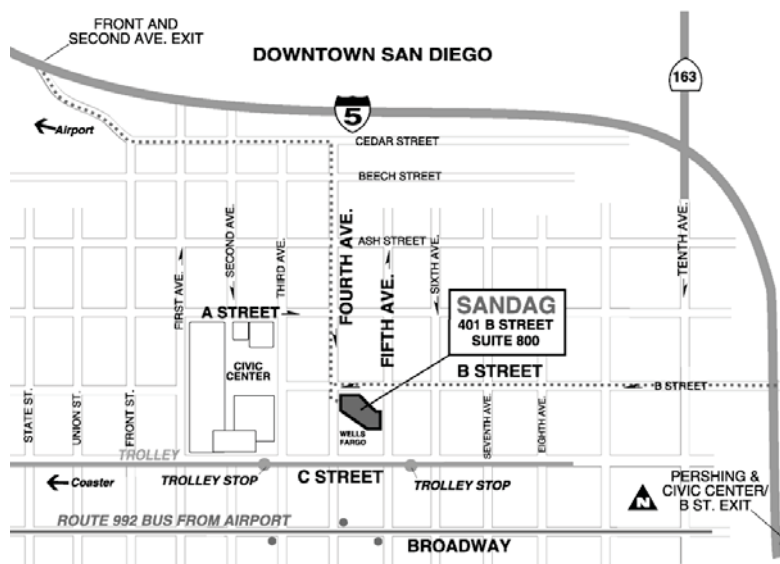 FRONT AND
SECOND AVE. EXIT
DOWNTOWN SAN DIEGO
163
5
Airport
CEDAR STREET
BEECH STREET
ASH STREET
FIRST AVE.
SECOND AVE.
THIRD AVE.
FOURTH AVE.
FIFTH AVE.
SIXTH AVE.
TENTH AVE.
A STREET
SANDAG
401 B STREET
SUITE 800
CIVIC
CENTER
B STREET
B STREET
STATE ST.
UNION ST.
FRONT ST.
WELLS
FARGO
SEVENTH AVE.
EIGHTH AVE.
TROLLEY
Coaster
TROLLEY STOP
C STREET
TROLLEY STOP
PERSHING &
CIVIC CENTER/
B ST. EXIT
N
ROUTE 992 BUS FROM AIRPORT
BROADWAY